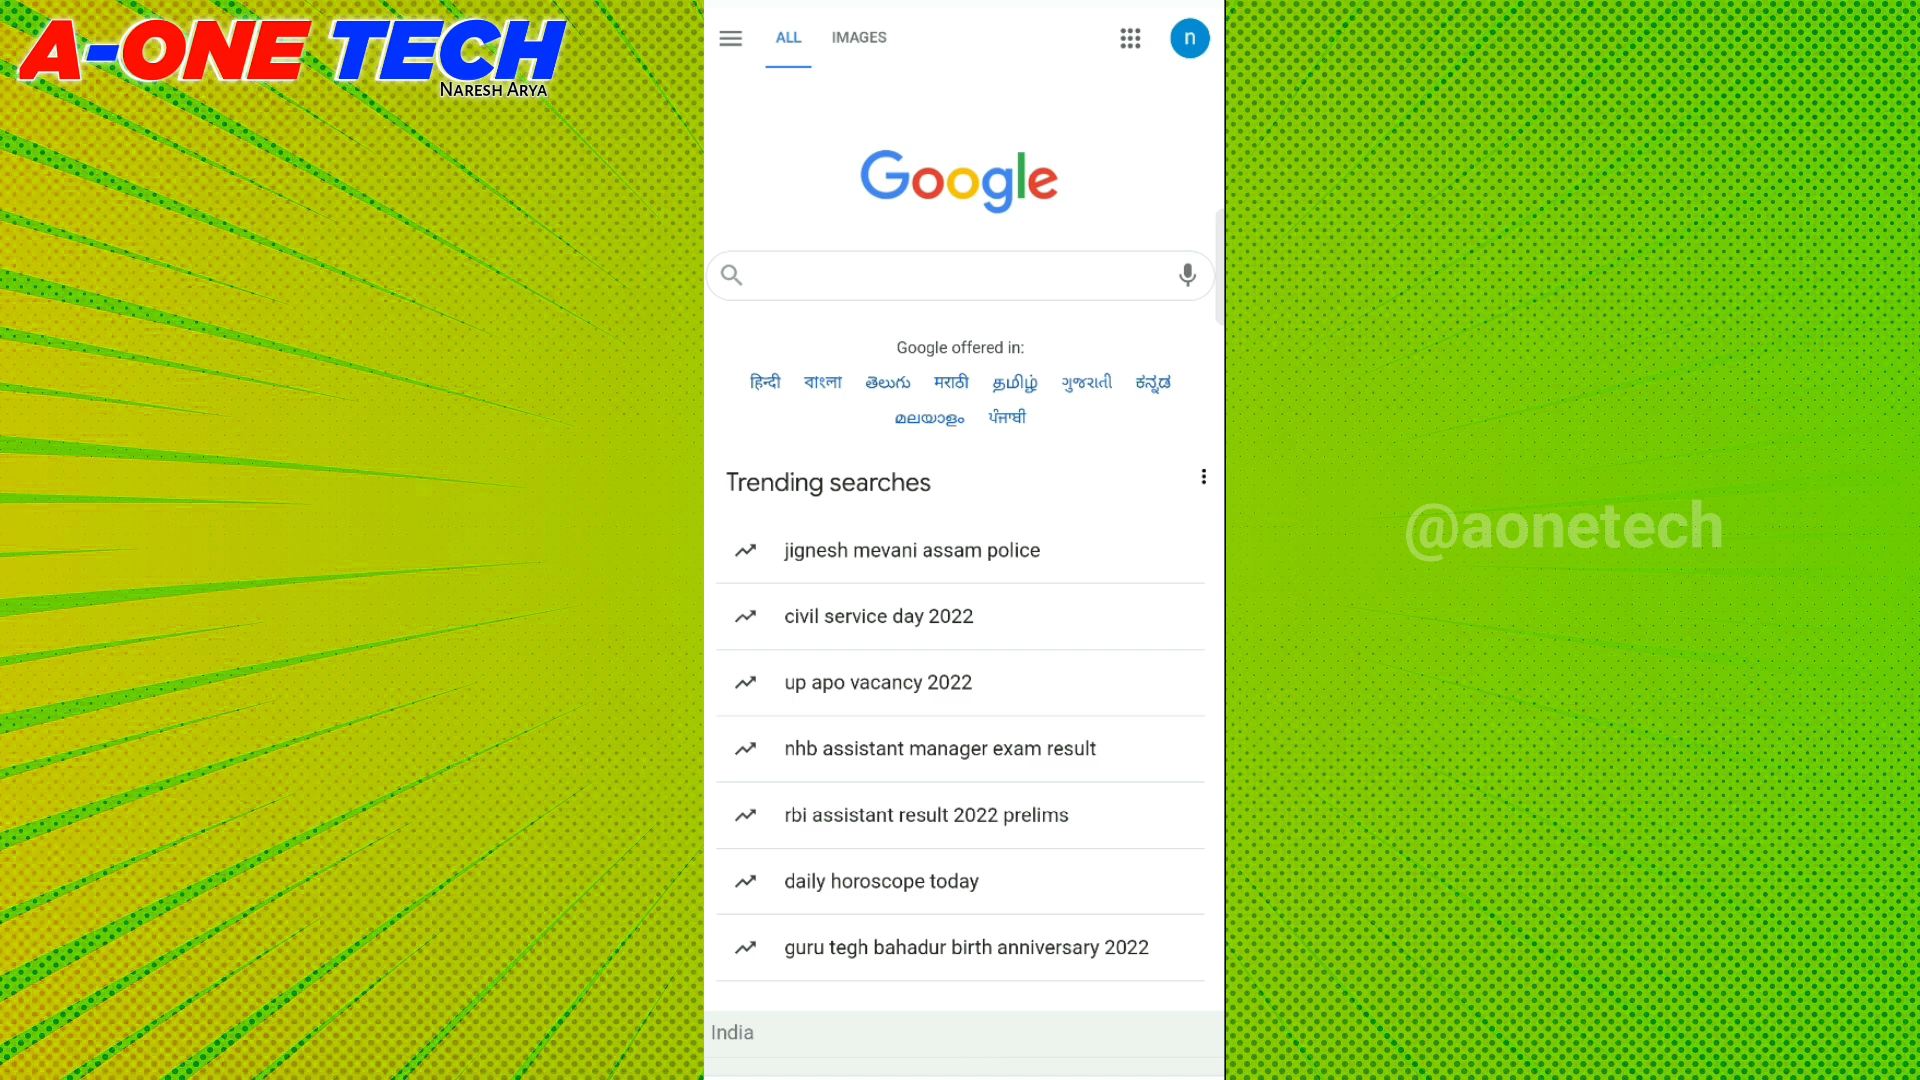 A-ONE TECH
NARESH ARYA
ALL IMAGES n
Google
Google offered in:
हिन्दी বাংলা తెలుగు मराठी தமிழ் ગુજરાતી ಕನ್ನಡ
മലയാളം ਪੰਜਾਬੀ
Trending searches
jignesh mevani assam police
@aonetech
civil service day 2022
up apo vacancy 2022
nhb assistant manager exam result
rbi assistant result 2022 prelims
daily horoscope today
guru tegh bahadur birth anniversary 2022
India